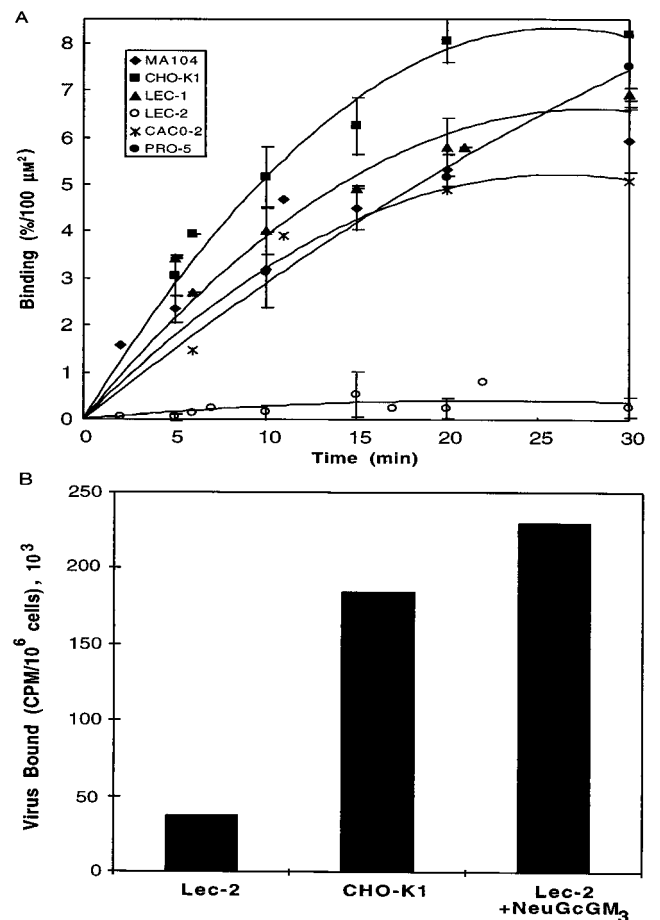 A
8
7
6
5
4
3
2
1
0
Binding (%/100 µM²)
MA104
CHO-K1
LEC-1
LEC-2
CACO-2
PRO-5
0 5 10 15 20 25 30
Time (min)
B
250
200
150
100
50
0
Virus Bound (CPM/10⁶ cells), 10³
Lec-2
CHO-K1
Lec-2
+NeuGcGM₃